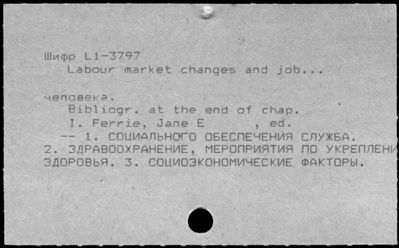 Шифр L1-3797
Labour market changes and job...
человека.
Bibliogr. at the end of chap.
I. Ferrie, Jane E , ed.
-- 1. СОЦИАЛЬНОГО ОБЕСПЕЧЕНИЯ СЛУЖБА.
2. ЗДРАВООХРАНЕНИЕ, МЕРОПРИЯТИЯ ПО УКРЕПЛЕНИ
ЗДОРОВЬЯ. 3. СОЦИОЭКОНОМИЧЕСКИЕ ФАКТОРЫ.